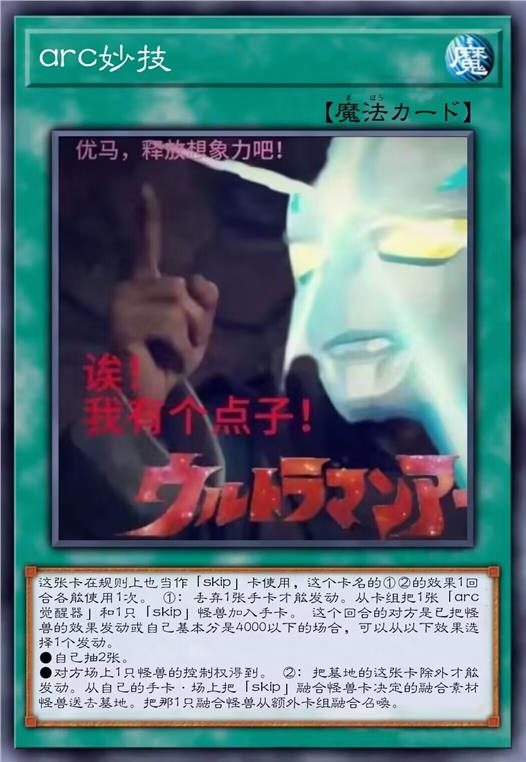 arc妙技
魔
【魔法カード】
ま ほう
优马，释放想象力吧！
诶！
我有个点子！
ウルトラマンアー
这张卡在规则上也当作「skip」卡使用，这个卡名的①②的效果1回
合各能使用1次。 ①：丢弃1张手卡才能发动。从卡组把1张「arc
觉醒器」和1只「skip」怪兽加入手卡。 这个回合的对方是已把怪
兽的效果发动或自己基本分是4000以下的场合，可以从以下效果选
择1个发动。
●自己抽2张。
●对方场上1只怪兽的控制权得到。 ②：把墓地的这张卡除外才能
发动。从自己的手卡·场上把「skip」融合怪兽卡决定的融合素材
怪兽送去墓地。把那1只融合怪兽从额外卡组融合召唤。